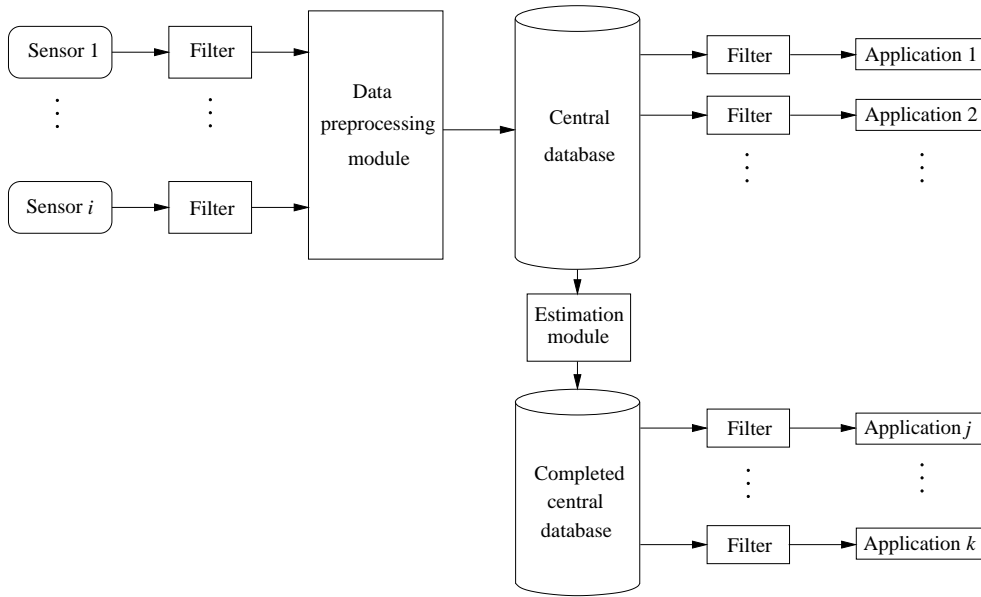 Sensor 1
Filter
Data
preprocessing
module
Sensor i
Filter
Central
database
Filter
Application 1
Filter
Application 2
Estimation
module
Completed
central
database
Filter
Application j
Filter
Application k